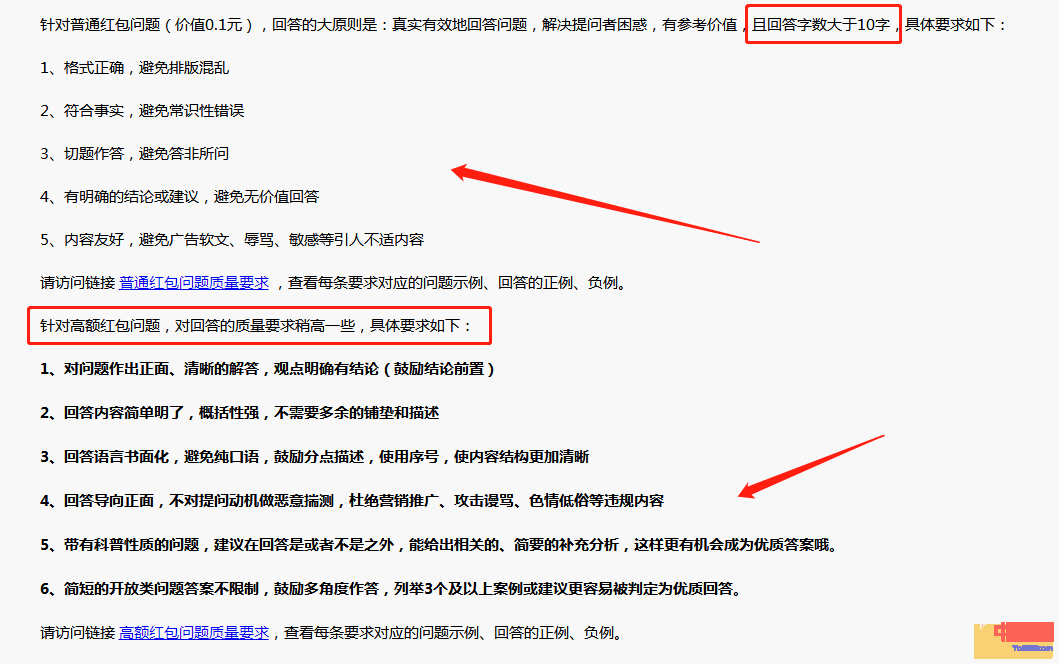 针对普通红包问题（价值0.1元），回答的大原则是：真实有效地回答问题，解决提问者困惑，有参考价值，且回答字数大于10字，具体要求如下：
1、格式正确，避免排版混乱
2、符合事实，避免常识性错误
3、切题作答，避免答非所问
4、有明确的结论或建议，避免无价值回答
5、内容友好，避免广告软文、辱骂、敏感等引人不适内容
请访问链接 普通红包问题质量要求 ，查看每条要求对应的问题示例、回答的正例、负例。
针对高额红包问题，对回答的质量要求稍高一些，具体要求如下：
1、对问题作出正面、清晰的解答，观点明确有结论（鼓励结论前置）
2、回答内容简单明了，概括性强，不需要多余的铺垫和描述
3、回答语言书面化，避免纯口语，鼓励分点描述，使用序号，使内容结构更加清晰
4、回答导向正面，不对提问动机做恶意揣测，杜绝营销推广、攻击谩骂、色情低俗等违规内容
5、带有科普性质的问题，建议在回答是或者不是之外，能给出相关的、简要的补充分析，这样更有机会成为优质答案哦。
6、简短的开放类问题答案不限制，鼓励多角度作答，列举3个及以上案例或建议更容易被判定为优质回答。
请访问链接 高额红包问题质量要求 ，查看每条要求对应的问题示例、回答的正例、负例。